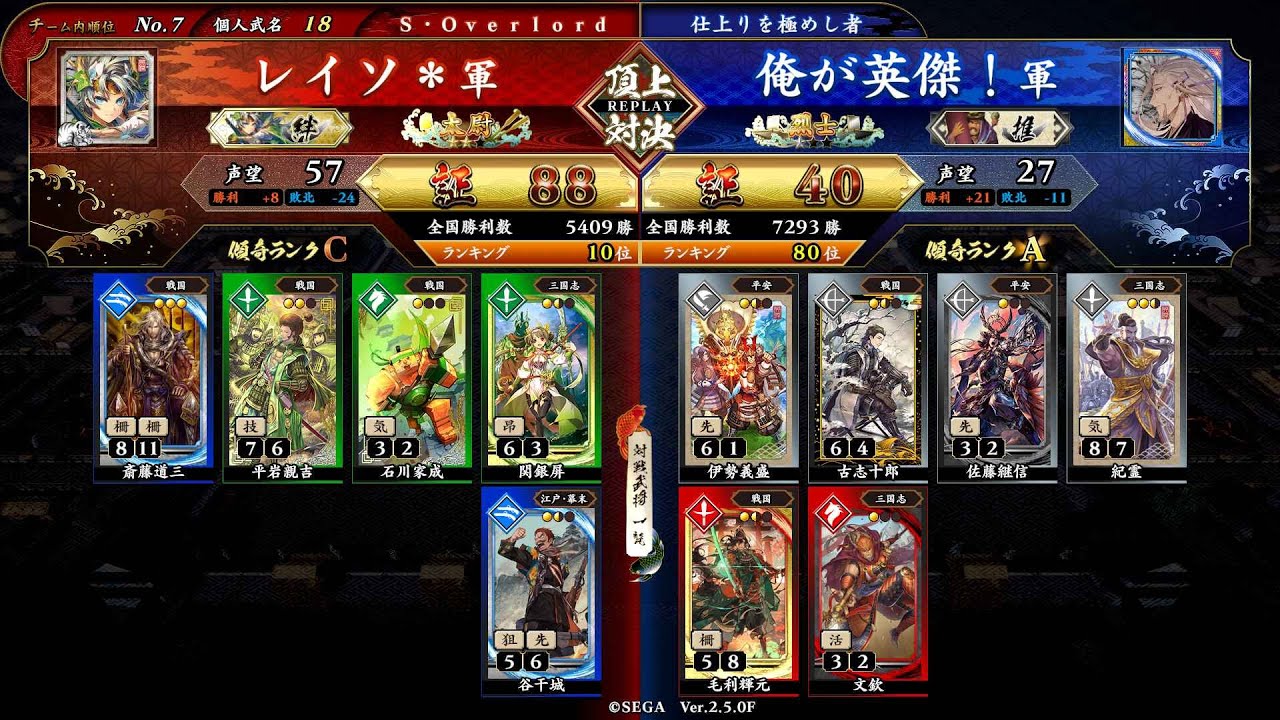 チーム内順位 No.7 個人武名 18 S・Overlord
仕上りを極めし者
レイソ＊軍
頂上
REPLAY
対決
俺が英傑！軍
絆
太尉
烈士
推
声望 57
勝利 +8 敗北 -24
証 88
証 40
声望 27
勝利 +21 敗北 -11
全国勝利数 5409勝
全国勝利数 7293勝
傾奇ランクC
ランキング 10位
ランキング 80位
傾奇ランクA
戦国
柵 柵
8 11
斎藤道三
戦国
技
7 6
平岩親吉
戦国
気
3 2
石川家成
三国志
昂
6 3
関銀屏
平安
先
6 1
伊勢義盛
戦国
6 4
古志十郎
平安
先
3 2
佐藤継信
三国志
気
8 7
紀霊
対戦武将一覧
江戸・幕末
狙 先
5 6
谷干城
戦国
柵
5 8
毛利輝元
三国志
活
3 2
文欽
©SEGA Ver.2.5.0F